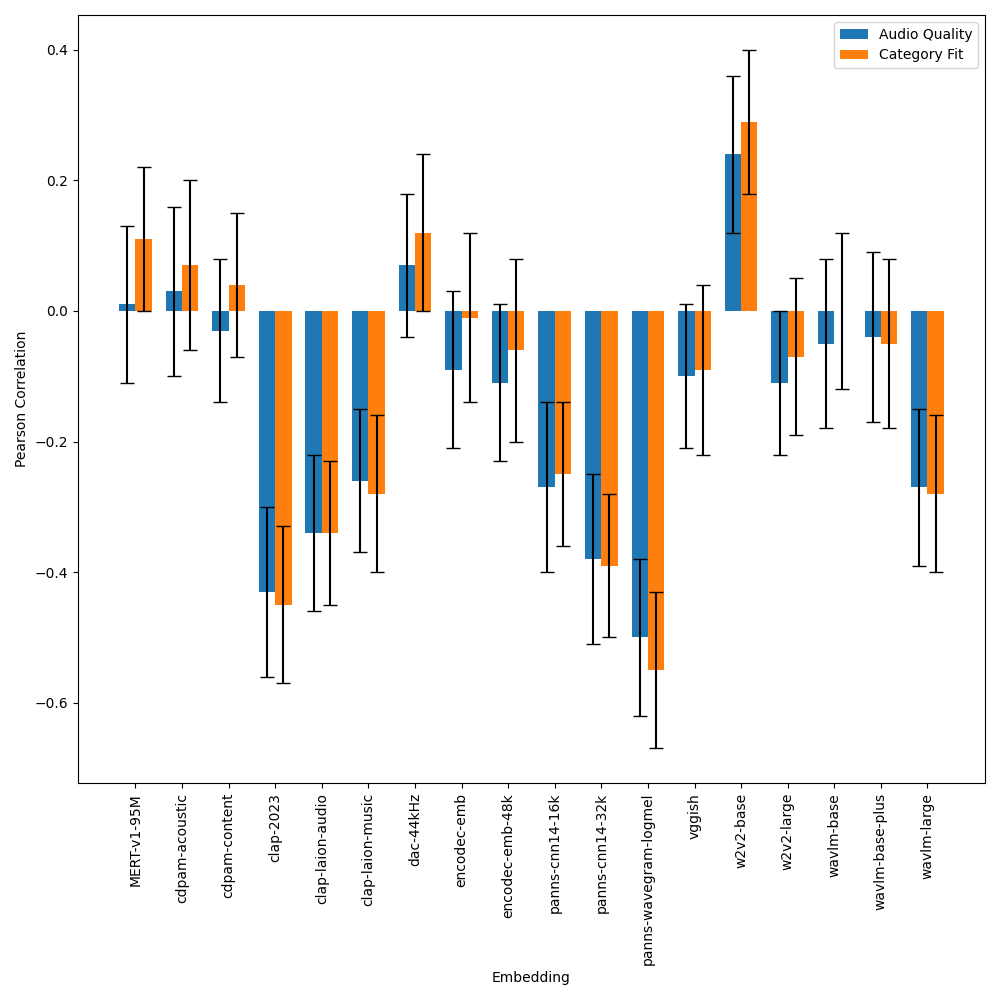 Audio Quality
Category Fit
0.4
0.2
0.0
−0.2
−0.4
−0.6
Pearson Correlation
MERT-v1-95M
cdpam-acoustic
cdpam-content
clap-2023
clap-laion-audio
clap-laion-music
dac-44kHz
encodec-emb
encodec-emb-48k
panns-cnn14-16k
panns-cnn14-32k
panns-wavegram-logmel
vggish
w2v2-base
w2v2-large
wavlm-base
wavlm-base-plus
wavlm-large
Embedding